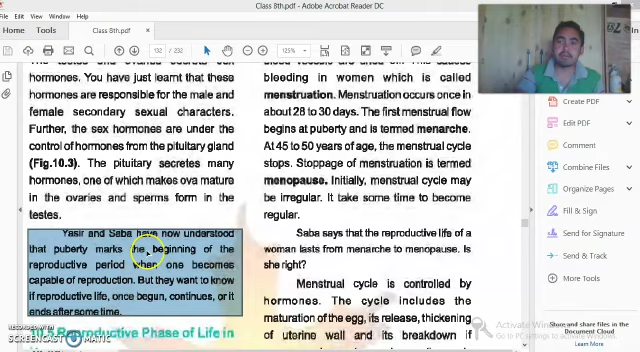 Class 8th.pdf - Adobe Acrobat Reader DC
File Edit View Window Help
Home Tools Class 8th.pdf ×
132 / 232 125%
hormones. You have just learnt that these
hormones are responsible for the male and
female secondary sexual characters.
Further, the sex hormones are under the
control of hormones from the pituitary gland
(Fig.10.3). The pituitary secretes many
hormones, one of which makes ova mature
in the ovaries and sperms form in the
testes.
Yasir and Saba have now understood
that puberty marks the beginning of the
reproductive period when one becomes
capable of reproduction. But they want to know
if reproductive life, once begun, continues, or it
ends after some time.
10.5 Reproductive Phase of Life in
bleeding in women which is called
menstruation. Menstruation occurs once in
about 28 to 30 days. The first menstrual flow
begins at puberty and is termed menarche.
At 45 to 50 years of age, the menstrual cycle
stops. Stoppage of menstruation is termed
menopause. Initially, menstrual cycle may
be irregular. It take some time to become
regular.
Saba says that the reproductive life of a
woman lasts from menarche to menopause. Is
she right?
Menstrual cycle is controlled by
hormones. The cycle includes the
maturation of the egg, its release, thickening
of uterine wall and its breakdown if
Create PDF
Edit PDF
Comment
Combine Files
Organize Pages
Fill & Sign
Send for Signature
Send & Track
More Tools
Store and share files in the
Document Cloud
Learn More
Activate Windows
Go to PC settings to activate Windows.
RECORDED WITH
SCREENCAST MATIC